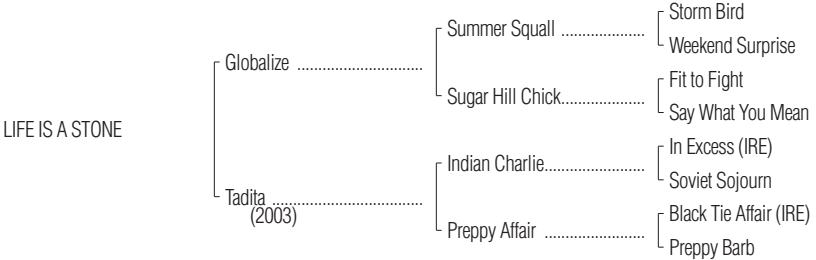 Storm Bird
Summer Squall ....................
Weekend Surprise
Globalize ..............................
Fit to Fight
Sugar Hill Chick....................
Say What You Mean
LIFE IS A STONE
In Excess (IRE)
Indian Charlie........................
Soviet Sojourn
Tadita ....................................
(2003)
Black Tie Affair (IRE)
Preppy Affair ........................
Preppy Barb